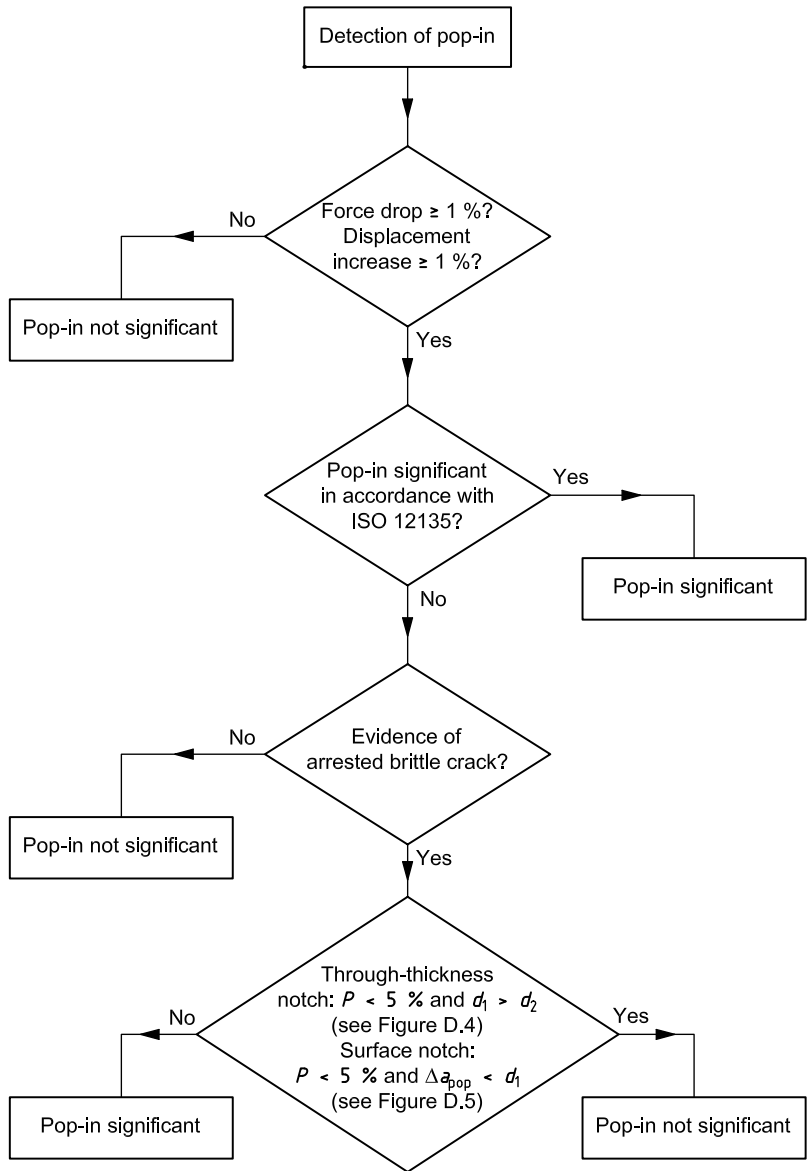 Detection of pop-in
Force drop ≥ 1 %?
Displacement
increase ≥ 1 %?
No
Pop-in not significant
Yes
Pop-in significant
in accordance with
ISO 12135?
Yes
Pop-in significant
No
Evidence of
arrested brittle crack?
No
Pop-in not significant
Yes
Through-thickness
notch: P < 5 % and d₁ > d₂
(see Figure D.4)
Surface notch:
P < 5 % and Δaₚₒₚ < d₁
(see Figure D.5)
No
Pop-in significant
Yes
Pop-in not significant